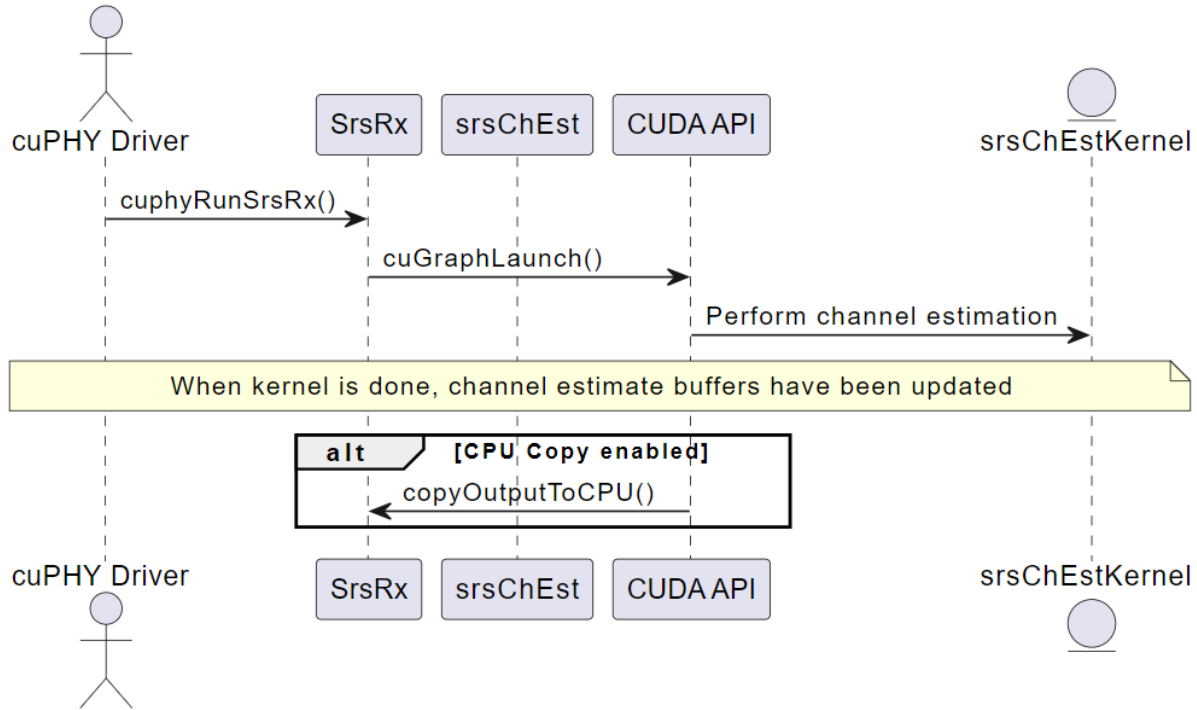 cuPHY Driver
SrsRx
srsChEst
CUDA API
srsChEstKernel
cuphyRunSrsRx()
cuGraphLaunch()
Perform channel estimation
When kernel is done, channel estimate buffers have been updated
alt
[CPU Copy enabled]
copyOutputToCPU()
cuPHY Driver
SrsRx
srsChEst
CUDA API
srsChEstKernel